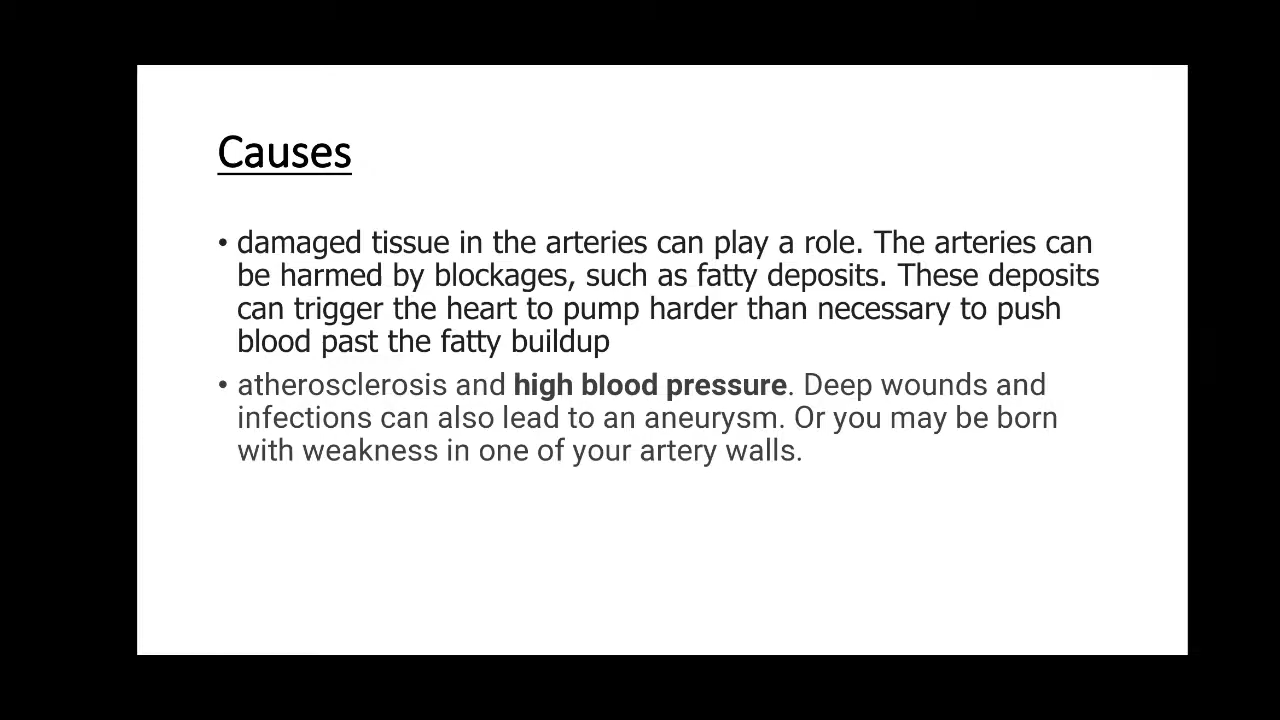 Causes
• damaged tissue in the arteries can play a role. The arteries can
be harmed by blockages, such as fatty deposits. These deposits
can trigger the heart to pump harder than necessary to push
blood past the fatty buildup
• atherosclerosis and high blood pressure. Deep wounds and
infections can also lead to an aneurysm. Or you may be born
with weakness in one of your artery walls.